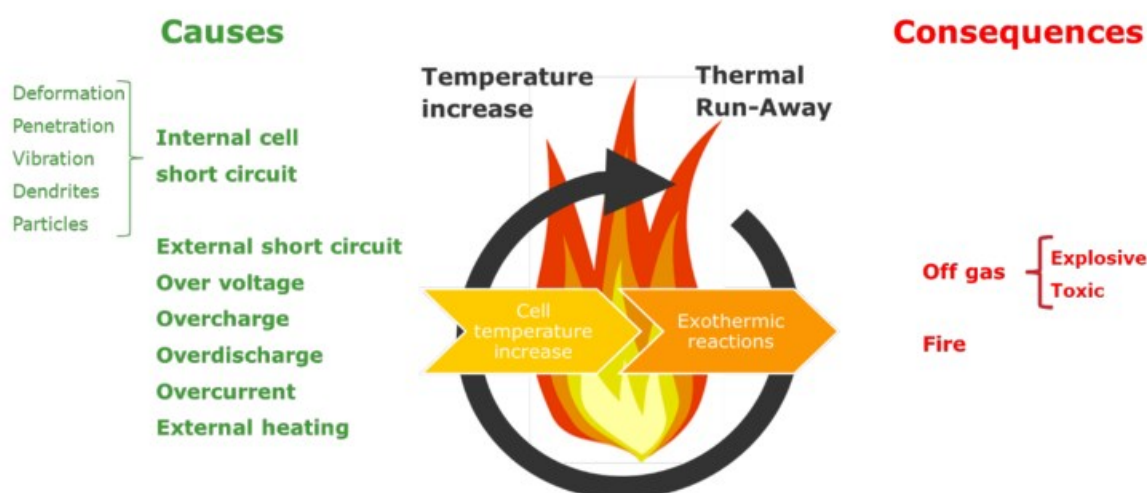 Causes
Consequences
Temperature
increase
Thermal
Run-Away
Deformation
Penetration
Vibration
Dendrites
Particles
Internal cell
short circuit
External short circuit
Over voltage
Overcharge
Overdischarge
Overcurrent
External heating
Cell
temperature
increase
Exothermic
reactions
Off gas
Explosive
Toxic
Fire